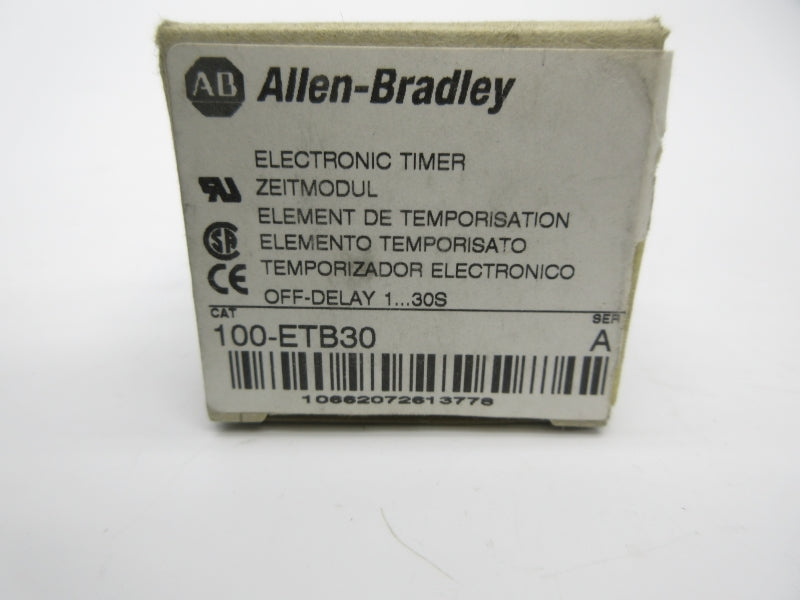 AB Allen-Bradley
ELECTRONIC TIMER
ZEITMODUL
ELEMENT DE TEMPORISATION
ELEMENTO TEMPORISATO
TEMPORIZADOR ELECTRONICO
OFF-DELAY 1...30S
CAT SER
100-ETB30 A
10662072613778